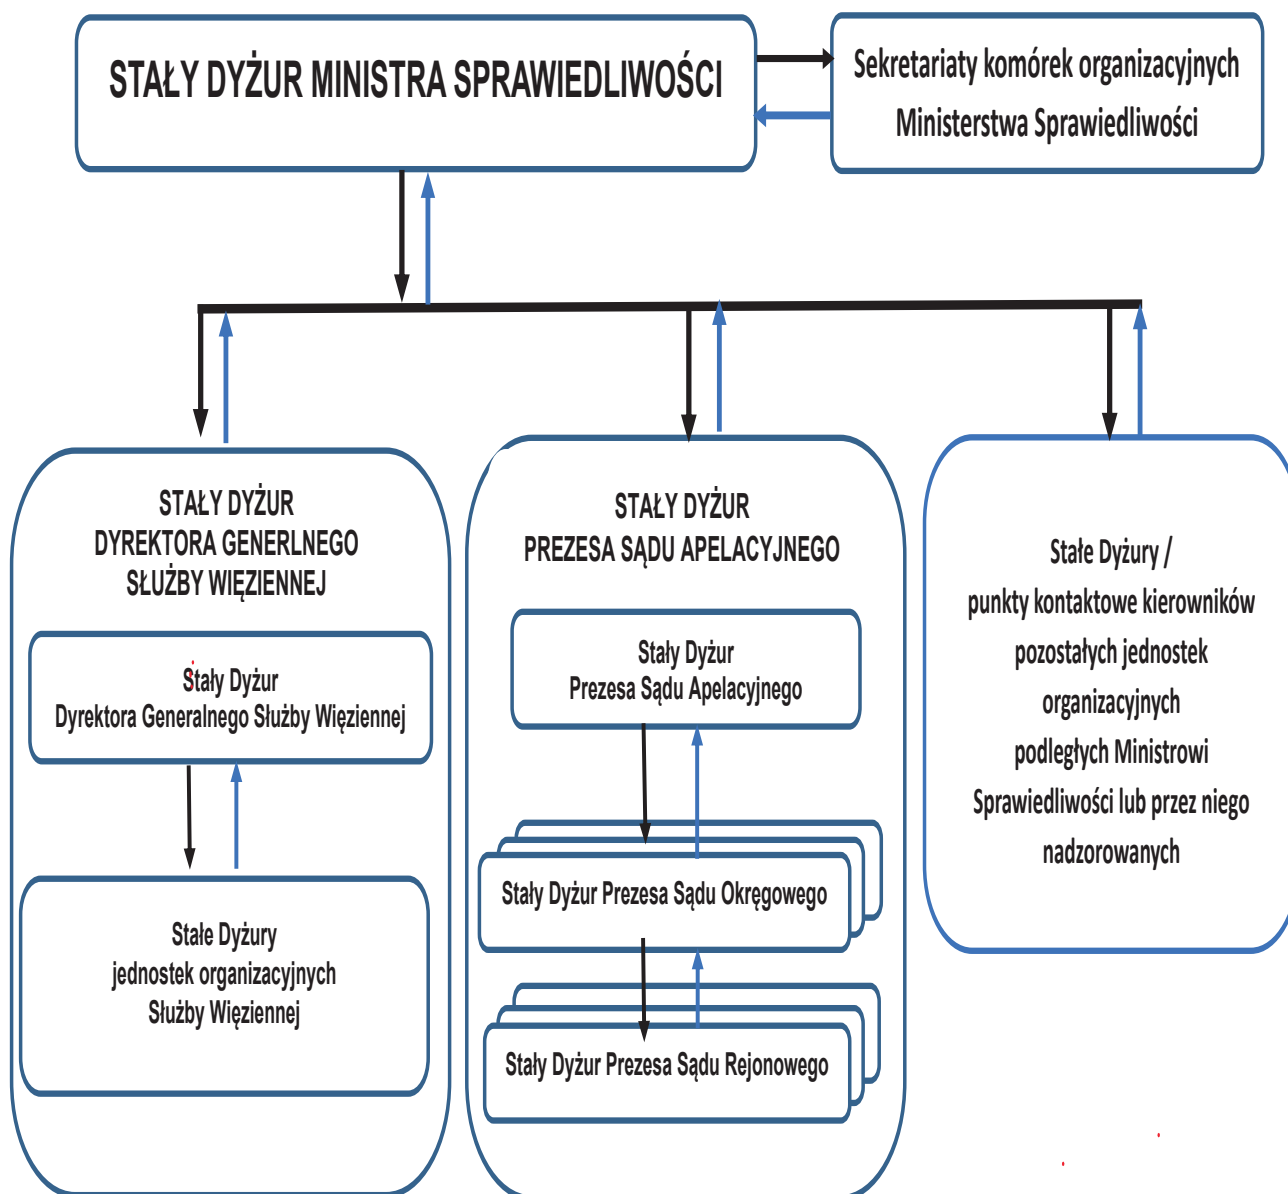 STAŁY DYŻUR MINISTRA SPRAWIEDLIWOŚCI
Sekretariaty komórek organizacyjnych
Ministerstwa Sprawiedliwości
STAŁY DYŻUR
DYREKTORA GENERLNEGO
SŁUŻBY WIĘZIENNEJ
Stały Dyżur
Dyrektora Generalnego Służby Więziennej
Stałe Dyżury
jednostek organizacyjnych
Służby Więziennej
STAŁY DYŻUR
PREZESA SĄDU APELACYJNEGO
Stały Dyżur
Prezesa Sądu Apelacyjnego
Stały Dyżur Prezesa Sądu Okręgowego
Stały Dyżur Prezesa Sądu Rejonowego
Stałe Dyżury /
punkty kontaktowe kierowników
pozostałych jednostek
organizacyjnych
podległych Ministrowi
Sprawiedliwości lub przez niego
nadzorowanych